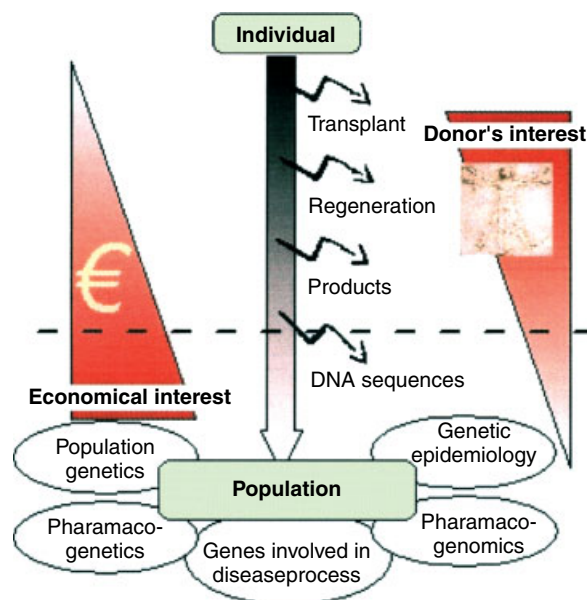 Individual
Transplant
Donor's interest
Regeneration
€
Products
DNA sequences
Economical interest
Population
genetics
Genetic
epidemiology
Population
Pharamaco-
genetics
Genes involved in
diseaseprocess
Pharamaco-
genomics